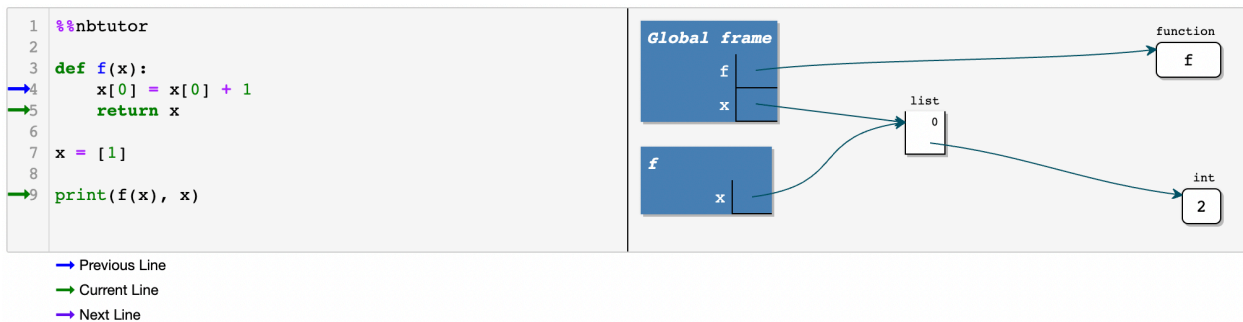 1 %%nbtutor
2
3 def f(x):
4     x[0] = x[0] + 1
5     return x
6
7 x = [1]
8
9 print(f(x), x)
Global frame
f
x
f
x
function
f
list
0
int
2
Previous Line
Current Line
Next Line